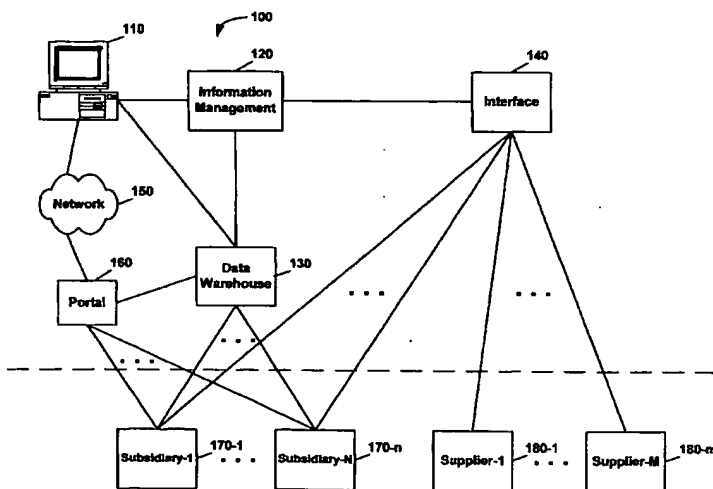 100
110
120
140
Information
Management
Interface
150
Network
160
130
Data
Warehouse
Portal
. . .
. . .
. . .
. . .
170-1
170-n
180-1
180-m
Subsidiary-1
. . .
Subsidiary-N
Supplier-1
. . .
Supplier-M